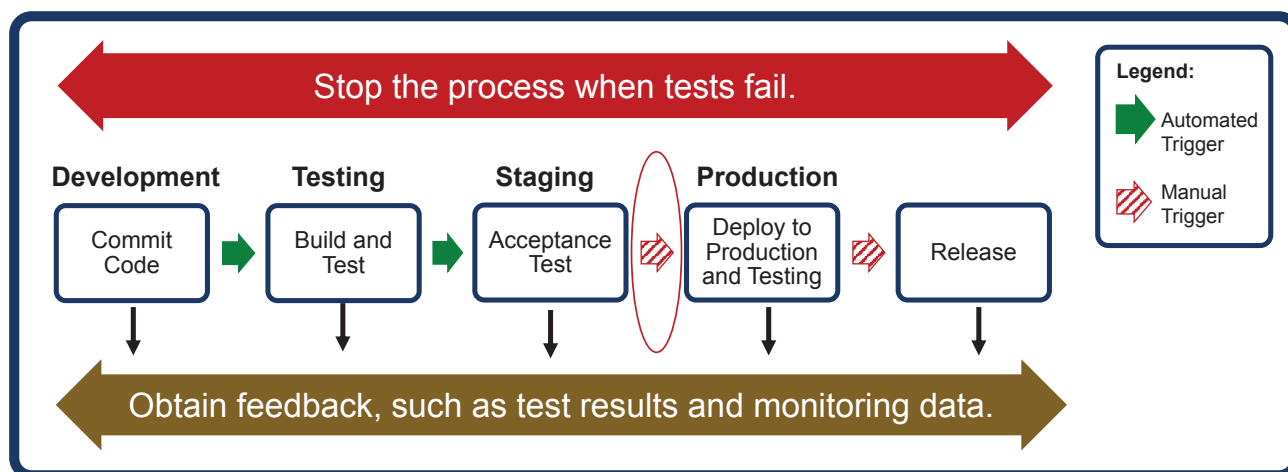 Stop the process when tests fail.
Legend:
Automated
Trigger
Manual
Trigger
Development
Testing
Staging
Production
Commit
Code
Build and
Test
Acceptance
Test
Deploy to
Production
and Testing
Release
Obtain feedback, such as test results and monitoring data.